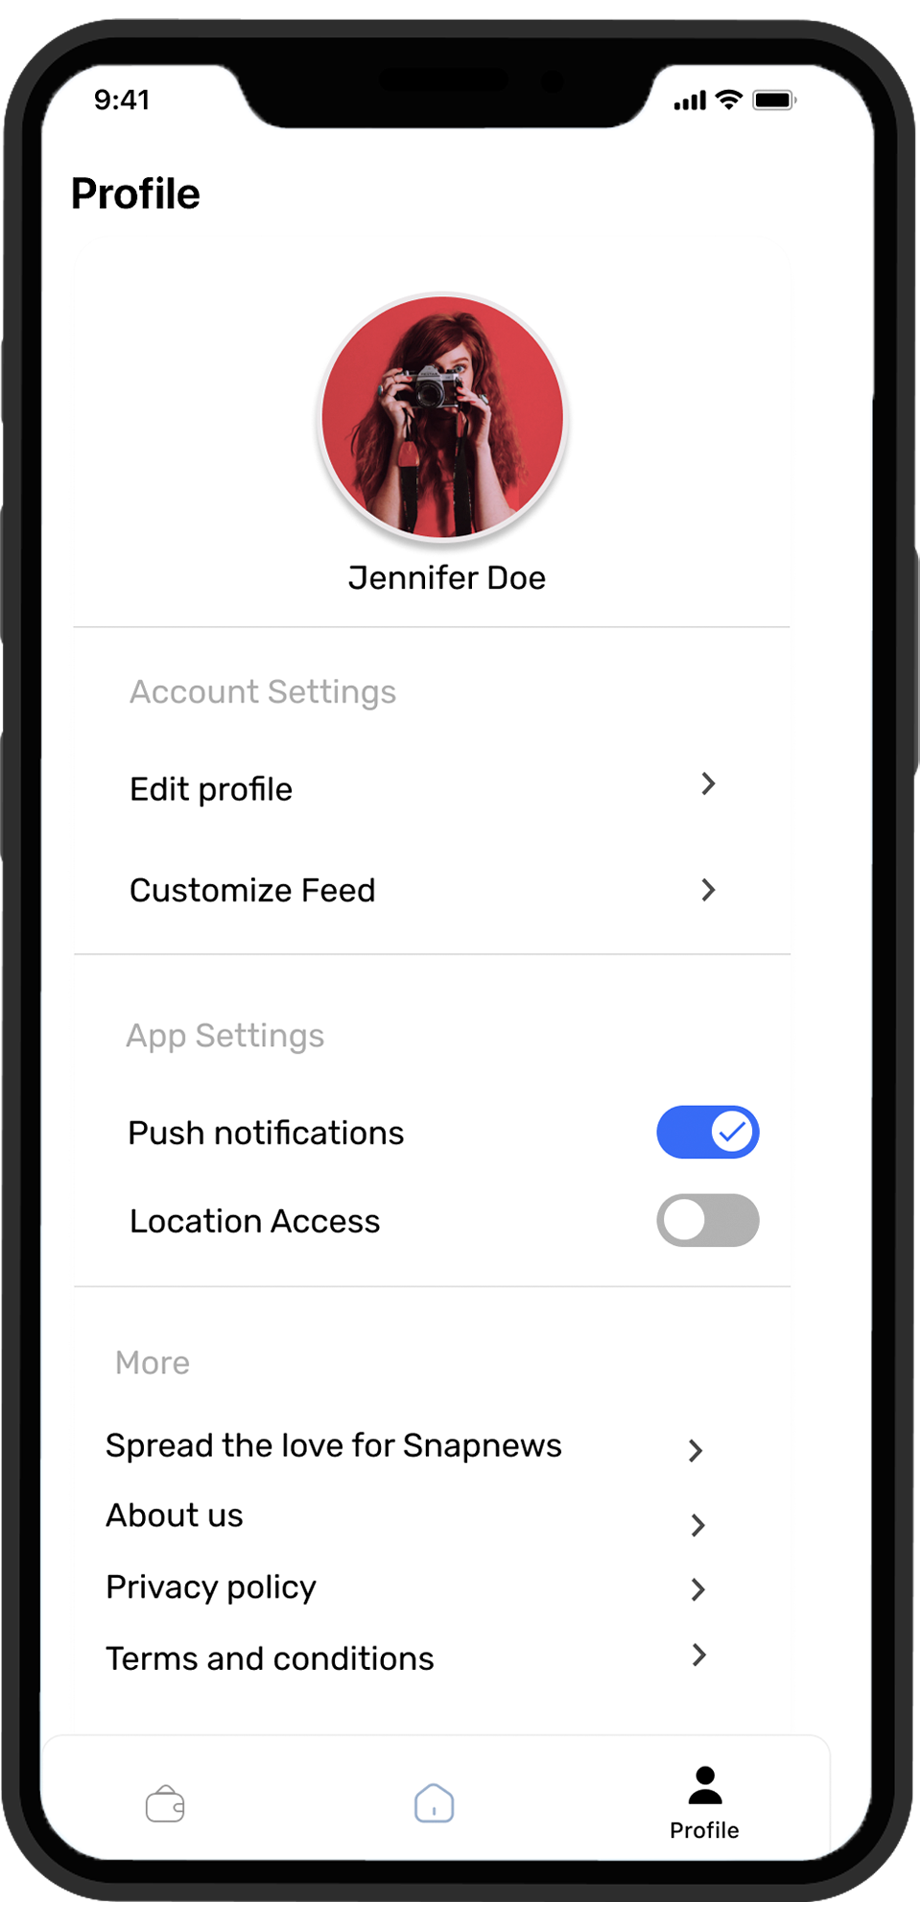 9:41
Profile
Jennifer Doe
Account Settings
Edit profile
Customize Feed
App Settings
Push notifications
Location Access
More
Spread the love for Snapnews
About us
Privacy policy
Terms and conditions
Profile